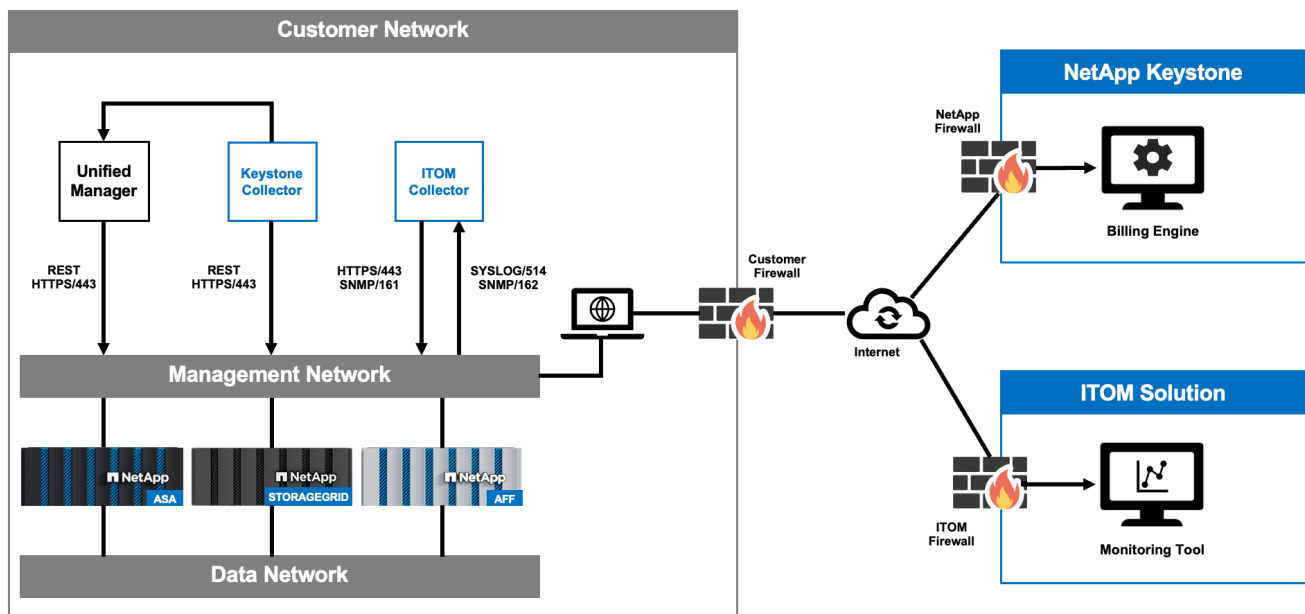 Customer Network
Unified
Manager
Keystone
Collector
ITOM
Collector
REST
HTTPS/443
REST
HTTPS/443
HTTPS/443
SNMP/161
SYSLOG/514
SNMP/162
Management Network
NetApp
ASA
NetApp
STORAGEGRID
NetApp
AFF
Data Network
Customer
Firewall
Internet
NetApp
Firewall
NetApp Keystone
Billing Engine
ITOM Solution
ITOM
Firewall
Monitoring Tool